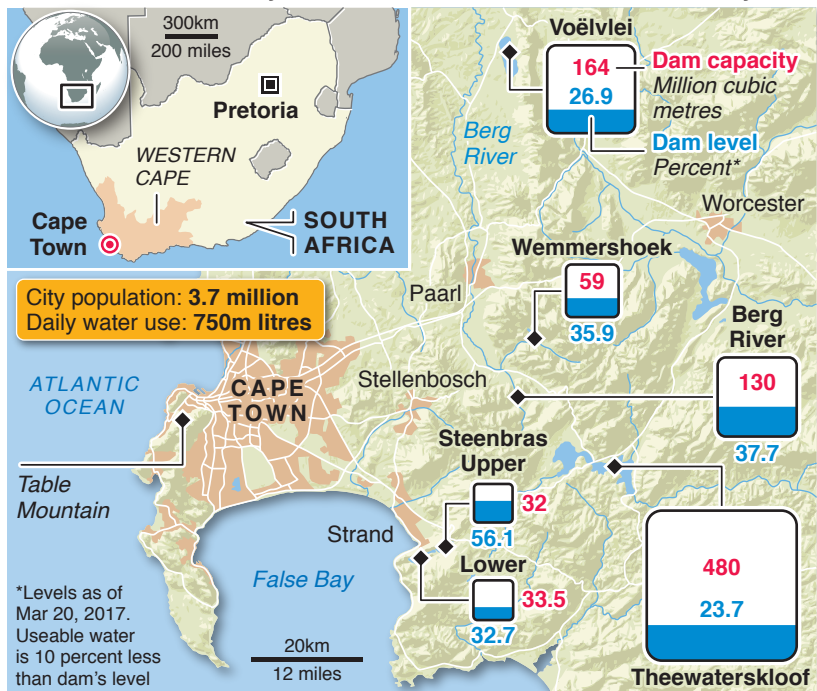 300km
200 miles
Pretoria
WESTERN
CAPE
Cape
Town
SOUTH
AFRICA
City population: 3.7 million
Daily water use: 750m litres
Voëlvlei
164
26.9
Dam capacity
Million cubic
metres
Dam level
Percent*
Berg
River
Worcester
Wemmershoek
59
35.9
Paarl
Berg
River
130
37.7
ATLANTIC
OCEAN
CAPE
TOWN
Stellenbosch
Table
Mountain
Steenbras
Upper
32
56.1
Strand
Lower
33.5
32.7
False Bay
480
23.7
Theewaterskloof
*Levels as of
Mar 20, 2017.
Useable water
is 10 percent less
than dam's level
20km
12 miles